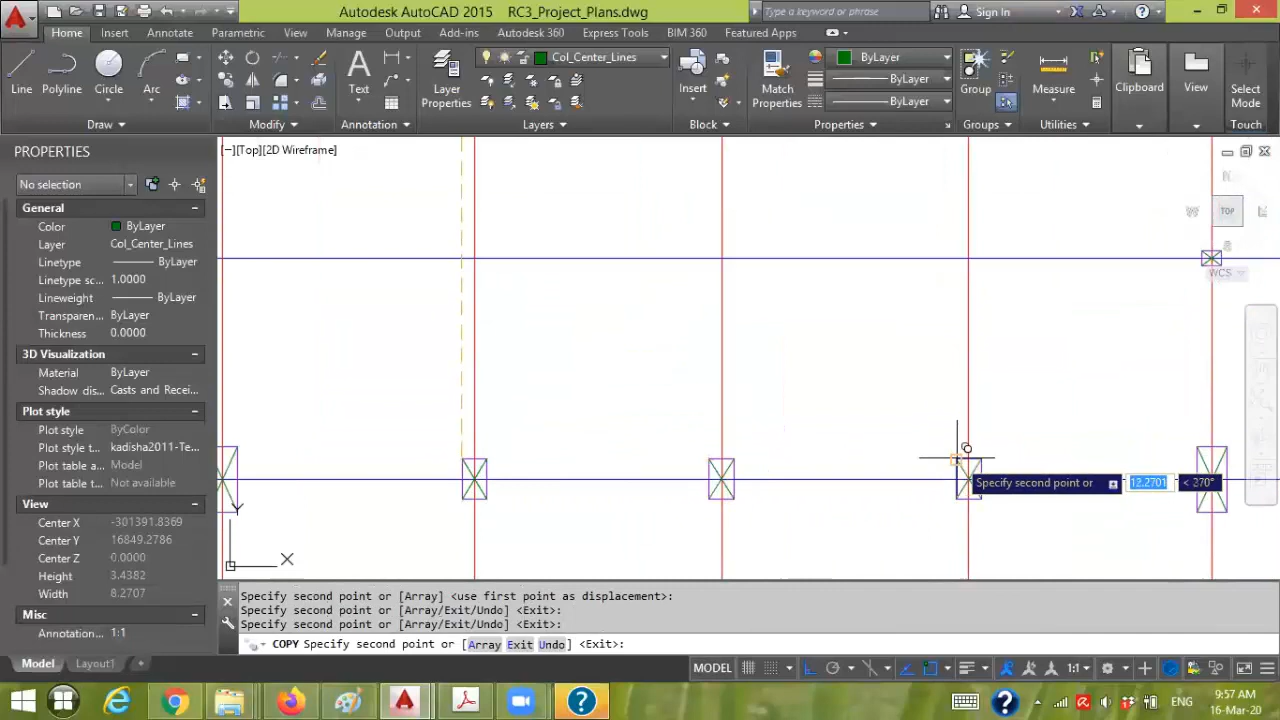 Autodesk AutoCAD 2015 RC3_Project_Plans.dwg
Type a keyword or phrase
Sign In
Home Insert Annotate Parametric View Manage Output Add-ins Autodesk 360 Express Tools BIM 360 Featured Apps
Line Polyline Circle Arc
Text
Layer Properties
Col_Center_Lines
Insert
Match Properties
ByLayer
ByLayer
ByLayer
Group
Measure
Clipboard
View
Select Mode
Draw Modify Annotation Layers Block Properties Groups Utilities Touch
PROPERTIES
No selection
General
Color ByLayer
Layer Col_Center_Lines
Linetype ByLayer
Linetype sc... 1.0000
Lineweight ByLayer
Transparen... ByLayer
Thickness 0.0000
3D Visualization
Material ByLayer
Shadow dis... Casts and Recei...
Plot style
Plot style ByColor
Plot style t... kadisha2011-Te...
Plot table a... Model
Plot table t... Not available
View
Center X -301391.8369
Center Y 16849.2786
Center Z 0.0000
Height 3.4382
Width 8.2707
Misc
Annotation... 1:1
[−][Top][2D Wireframe]
W TOP
WCS
Specify second point or 12.2701 < 270°
X
Specify second point or [Array] <use first point as displacement>:
Specify second point or [Array/Exit/Undo] <Exit>:
Specify second point or [Array/Exit/Undo] <Exit>:
COPY Specify second point or [Array Exit Undo] <Exit>:
Model Layout1 +
MODEL 1:1
ENG
9:57 AM
16-Mar-20